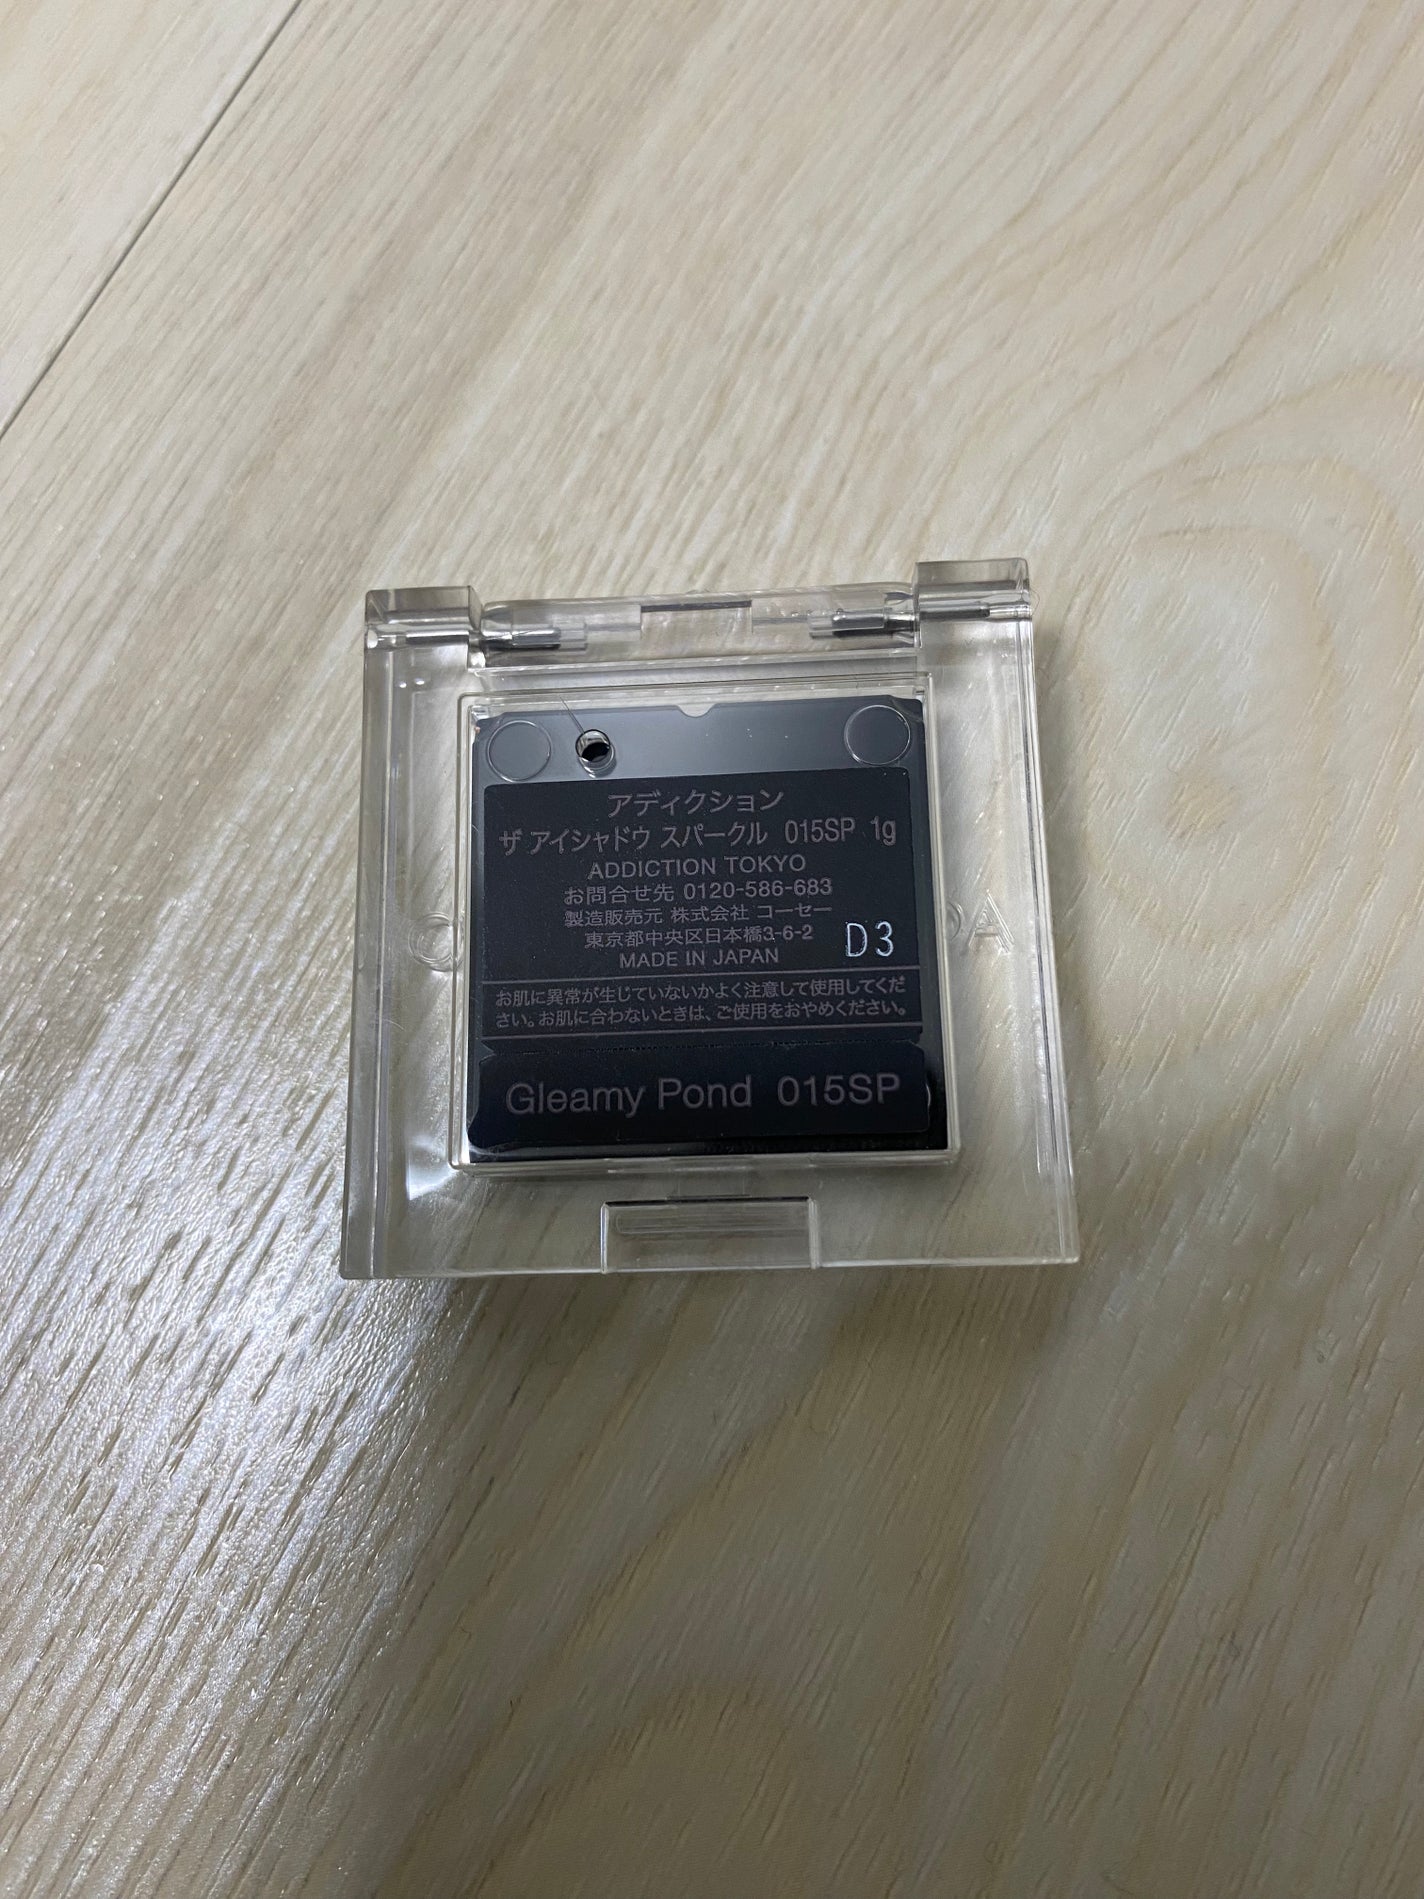 アディクション
ザ アイシャドウ スパークル 015SP 1g
ADDICTION TOKYO
お問合せ先 0120-586-683
製造販売元 株式会社 コーセー
東京都中央区日本橋3-6-2
MADE IN JAPAN
D3
お肌に異常が生じていないかよく注意して使用してくだ
さい。お肌に合わないときは、ご使用をおやめください。
Gleamy Pond 015SP